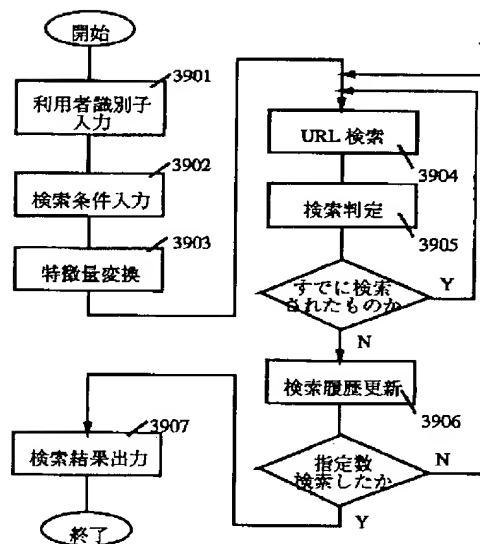 開始
3901
利用者識別子
入力
3902
検索条件入力
3903
特徴量変換
URL 検索
3904
検索判定
3905
すでに検索
されたものか
Y
N
検索履歴更新
3906
指定数
検索したか
N
Y
3907
検索結果出力
終了